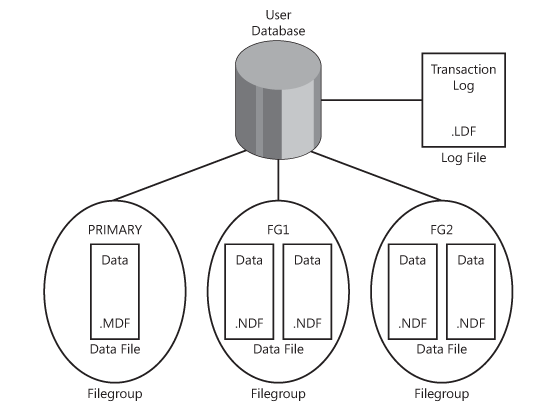 User
Database
Transaction
Log
.LDF
Log File
PRIMARY
Data
.MDF
Data File
Filegroup
FG1
Data Data
.NDF .NDF
Data File
Filegroup
FG2
Data Data
.NDF .NDF
Data File
Filegroup